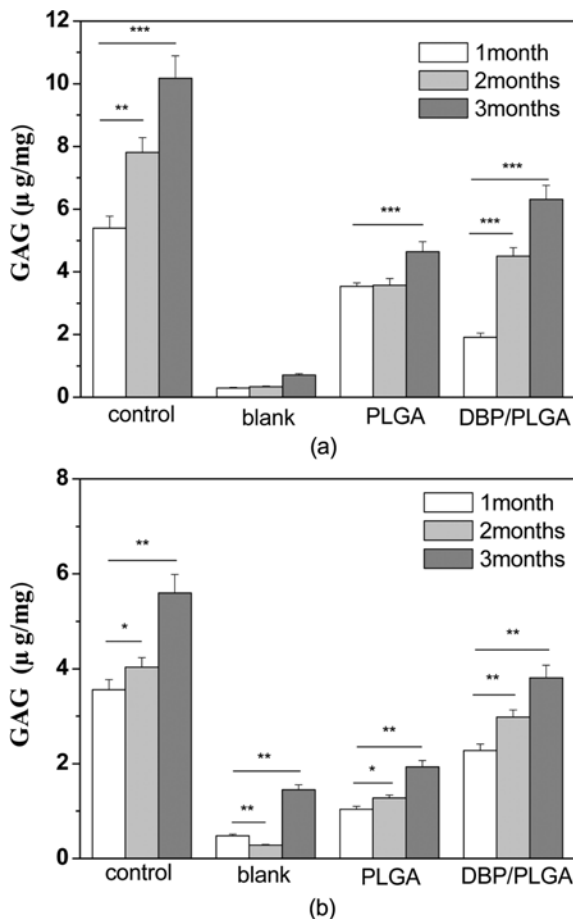 12
10
8
6
4
2
0
GAG (μ g/mg)
1month
2months
3months
***
**
***
***
***
control blank PLGA DBP/PLGA
(a)
8
6
4
2
0
GAG (μ g/mg)
1month
2months
3months
**
*
**
**
**
*
**
**
control blank PLGA DBP/PLGA
(b)